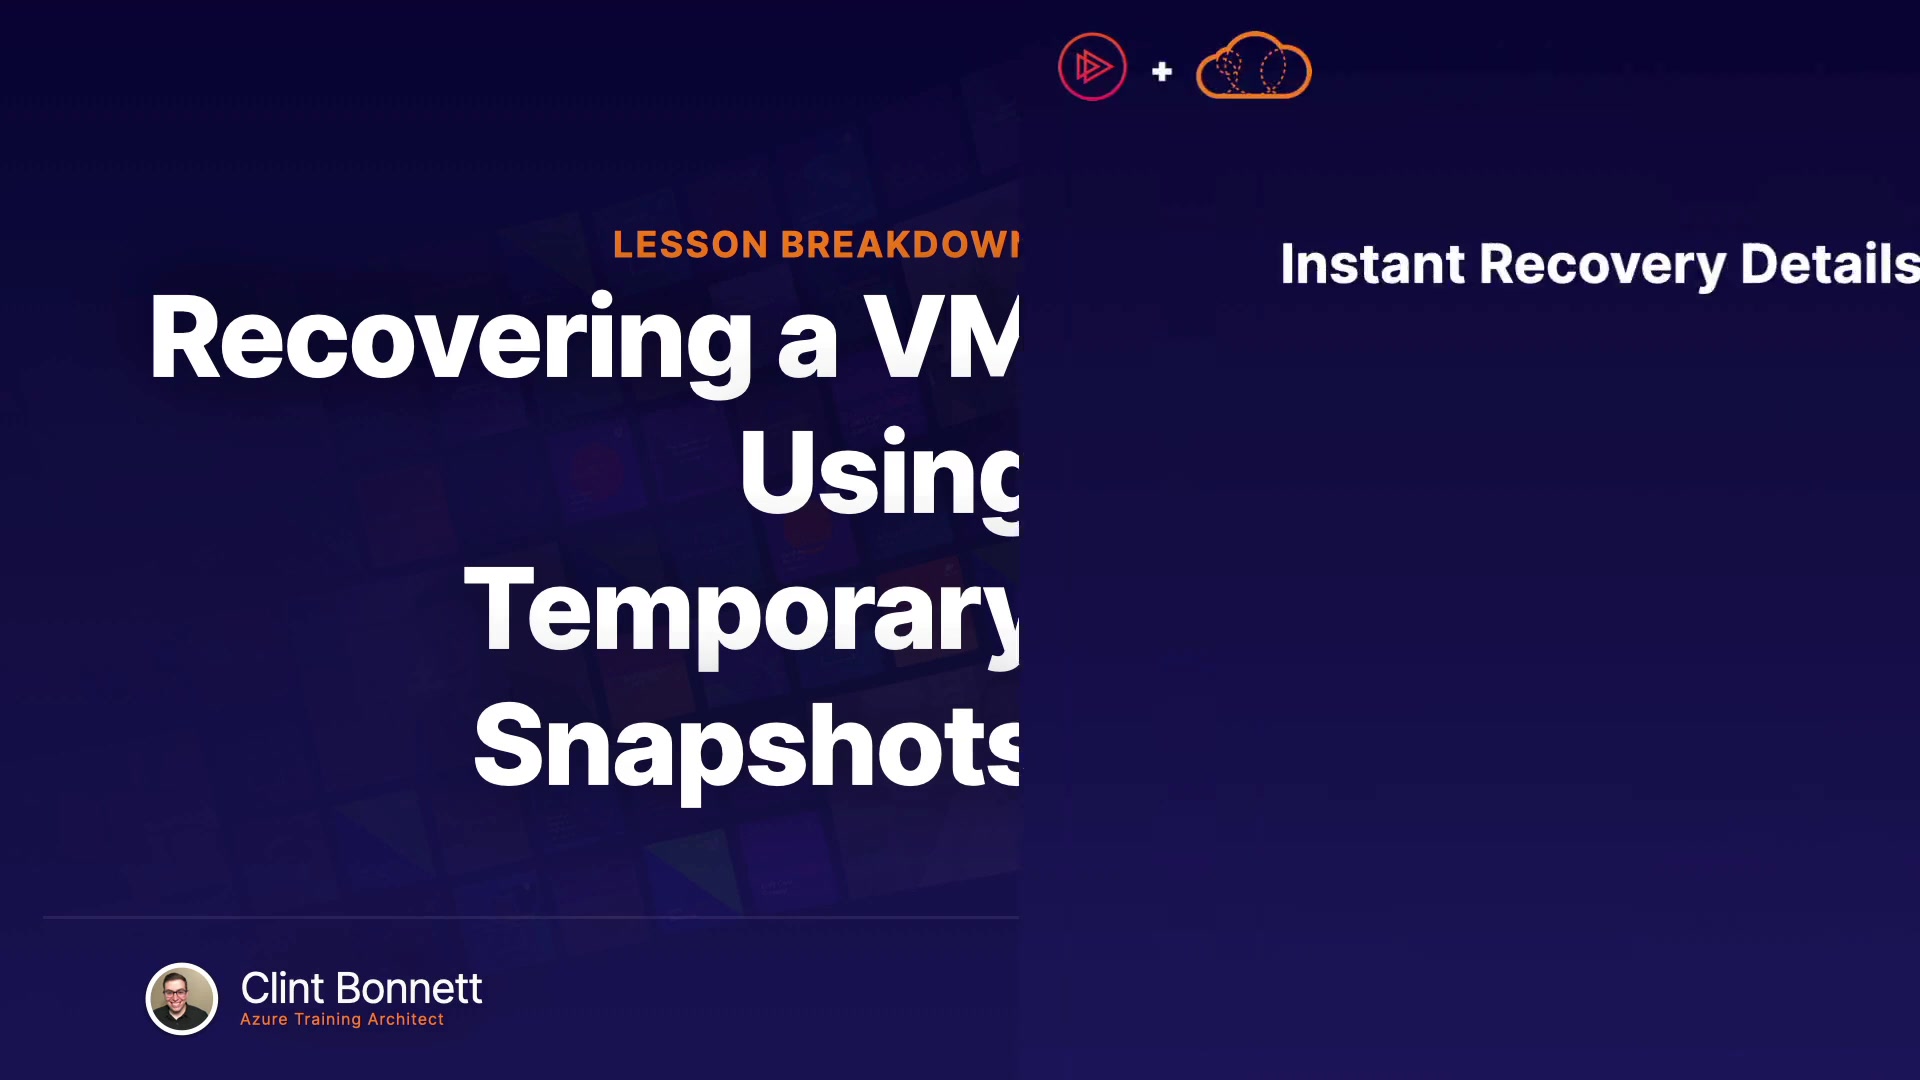 LESSON BREAKDOWN
Recovering a VM
Using
Temporary
Snapshots
Clint Bonnett
Azure Training Architect
Instant Recovery Details